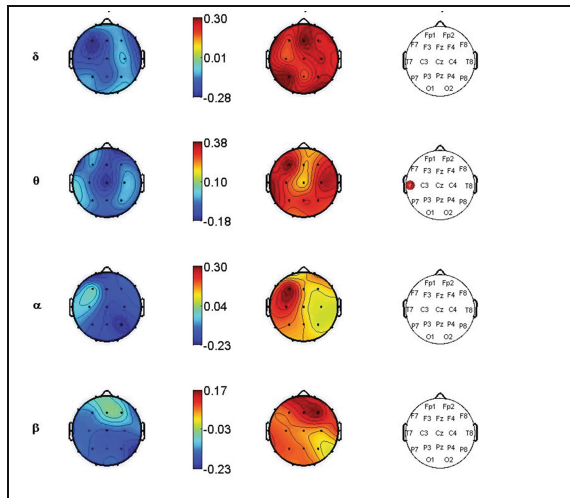 0.30
Fp1 Fp2
F7 F3 Fz F4 F8
δ 0.01 T7 C3 Cz C4 T8
P7 P3 Pz P4 P8
O1 O2
-0.28
0.38
Fp1 Fp2
F7 F3 Fz F4 F8
θ 0.10 C3 Cz C4 T8
P7 P3 Pz P4 P8
O1 O2
-0.18
0.30
Fp1 Fp2
F7 F3 Fz F4 F8
α 0.04 T7 C3 Cz C4 T8
P7 P3 Pz P4 P8
O1 O2
-0.23
0.17
Fp1 Fp2
F7 F3 Fz F4 F8
β -0.03 T7 C3 Cz C4 T8
P7 P3 Pz P4 P8
O1 O2
-0.23